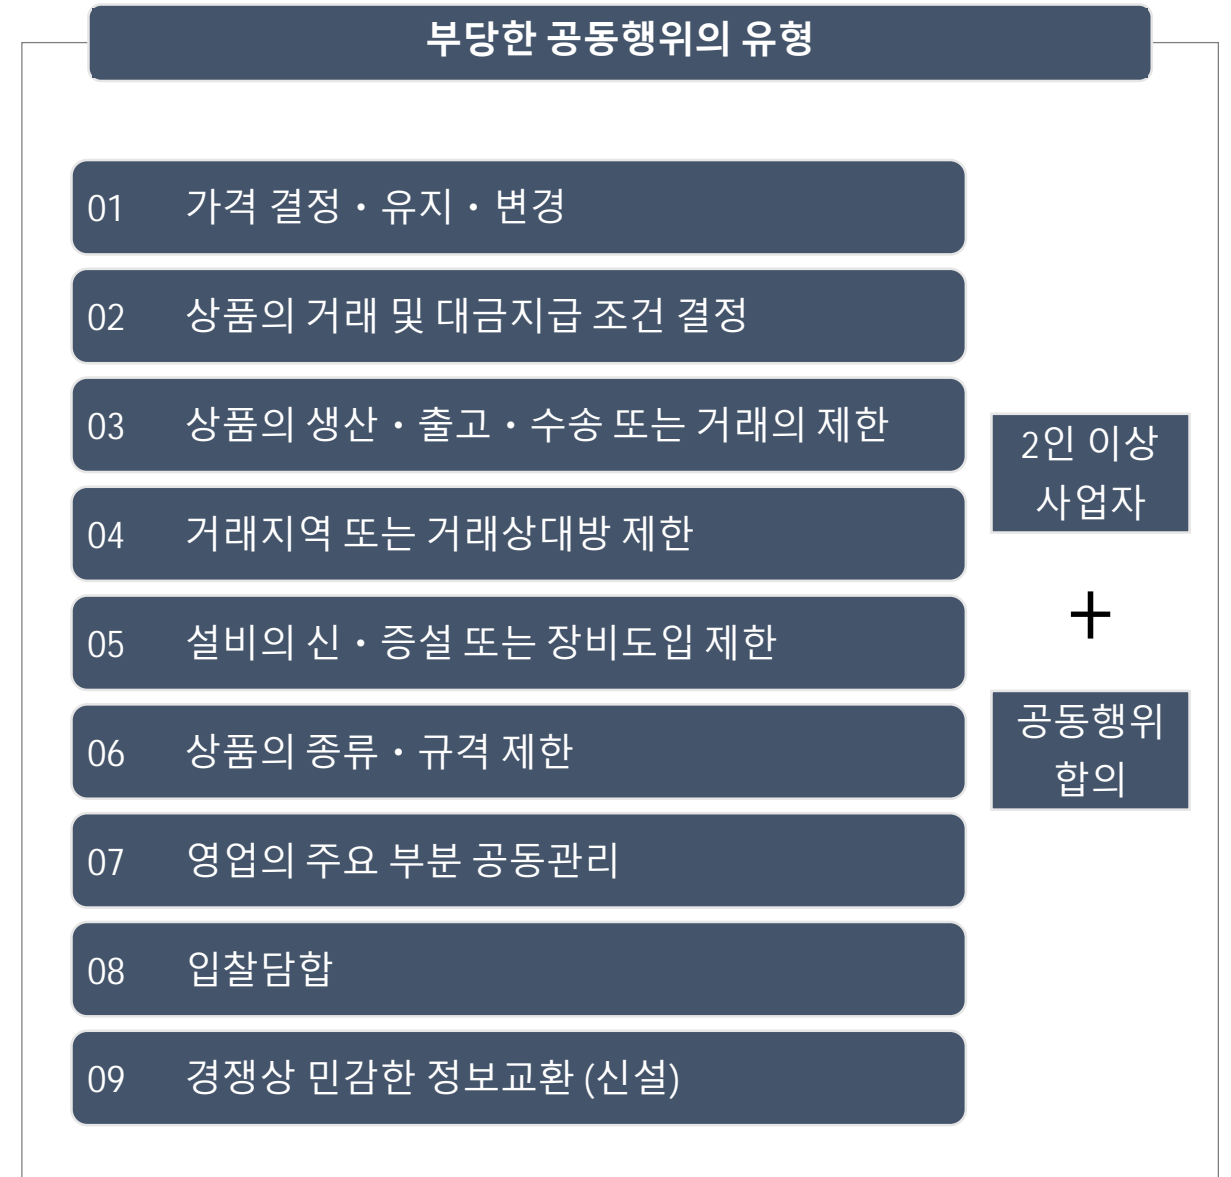 부당한 공동행위의 유형
01 가격 결정・유지・변경
02 상품의 거래 및 대금지급 조건 결정
03 상품의 생산・출고・수송 또는 거래의 제한
04 거래지역 또는 거래상대방 제한
05 설비의 신・증설 또는 장비도입 제한
06 상품의 종류・규격 제한
07 영업의 주요 부분 공동관리
08 입찰담합
09 경쟁상 민감한 정보교환 (신설)
2인 이상
사업자
+
공동행위
합의